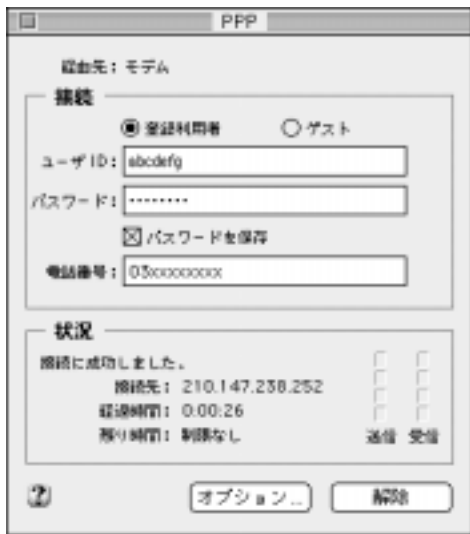 PPP
経由先: モデム
接続
登録利用者 ゲスト
ユーザID: abcdefg
パスワード: ••••••••
パスワードを保存
電話番号: 03xxxxxxxx
状況
接続に成功しました。
接続先: 210.147.238.252
経過時間: 0:00:26
残り時間: 制限なし
送信 受信
?
オプション... 解除